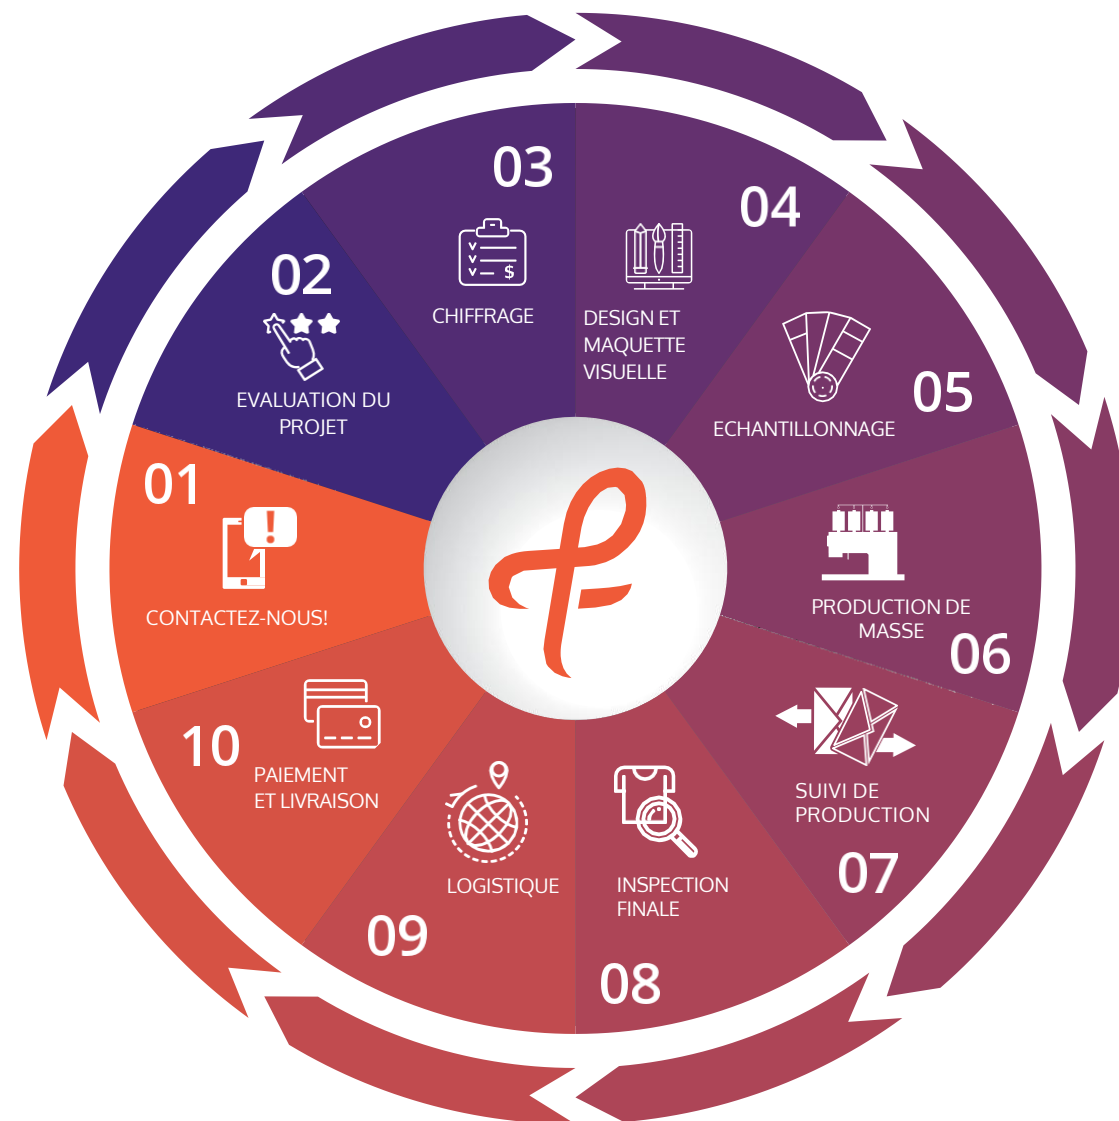 01
CONTACTEZ-NOUS!
02
EVALUATION DU
PROJET
03
$
CHIFFRAGE
04
DESIGN ET
MAQUETTE
VISUELLE
05
ECHANTILLONNAGE
PRODUCTION DE
MASSE
06
SUIVI DE
PRODUCTION
07
INSPECTION
FINALE
08
LOGISTIQUE
09
10
PAIEMENT
ET LIVRAISON